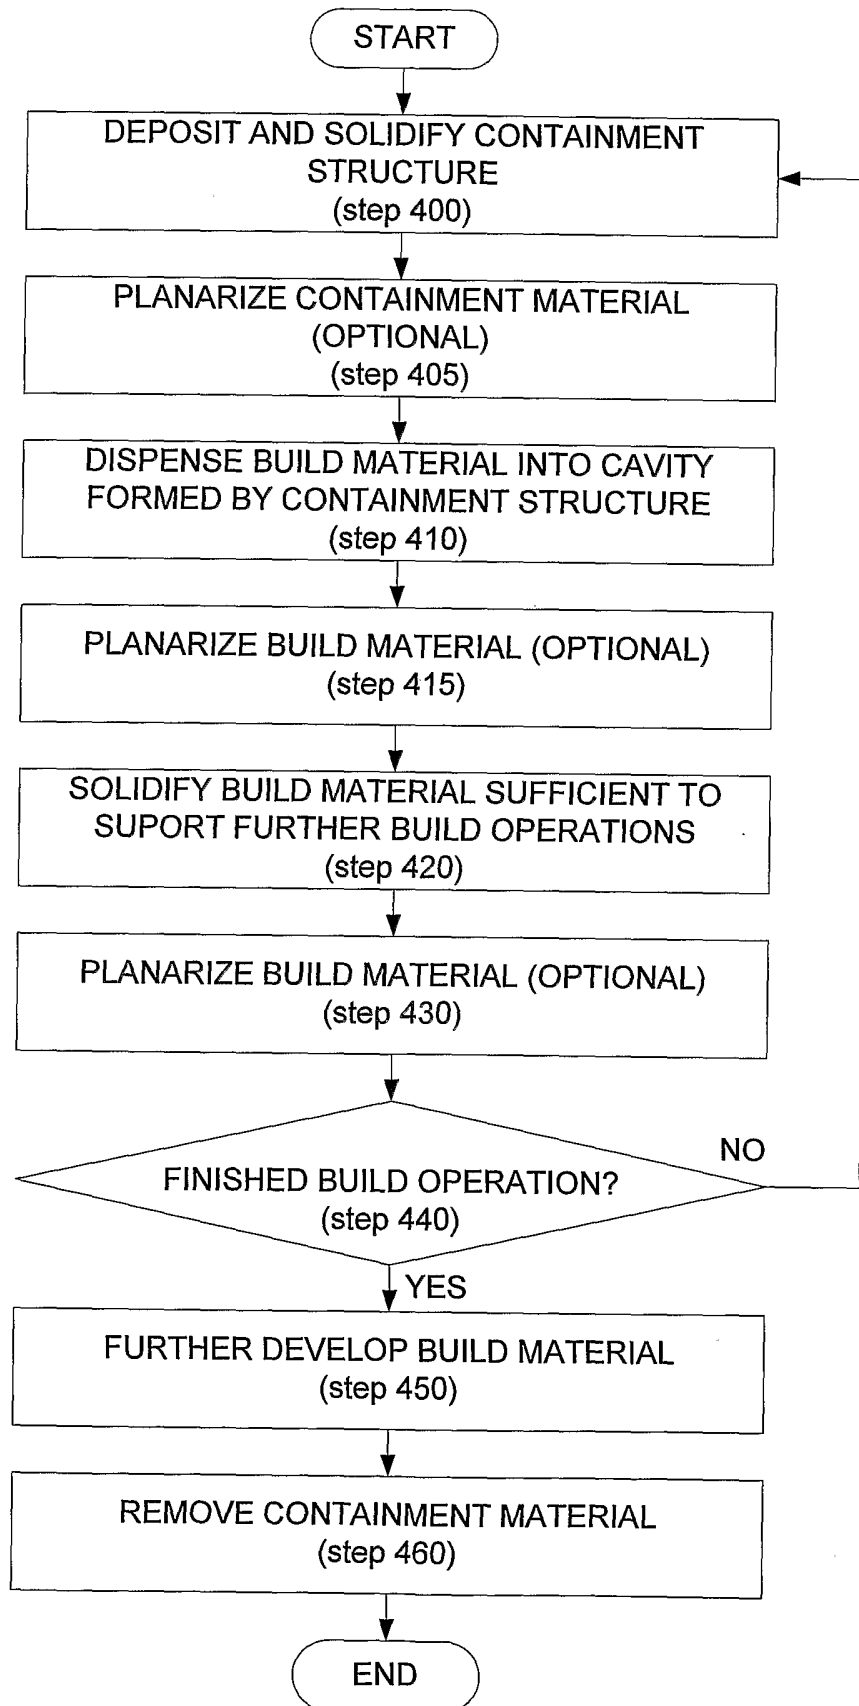 START
DEPOSIT AND SOLIDIFY CONTAINMENT
STRUCTURE
(step 400)
PLANARIZE CONTAINMENT MATERIAL
(OPTIONAL)
(step 405)
DISPENSE BUILD MATERIAL INTO CAVITY
FORMED BY CONTAINMENT STRUCTURE
(step 410)
PLANARIZE BUILD MATERIAL (OPTIONAL)
(step 415)
SOLIDIFY BUILD MATERIAL SUFFICIENT TO
SUPORT FURTHER BUILD OPERATIONS
(step 420)
PLANARIZE BUILD MATERIAL (OPTIONAL)
(step 430)
NO
FINISHED BUILD OPERATION?
(step 440)
YES
FURTHER DEVELOP BUILD MATERIAL
(step 450)
REMOVE CONTAINMENT MATERIAL
(step 460)
END